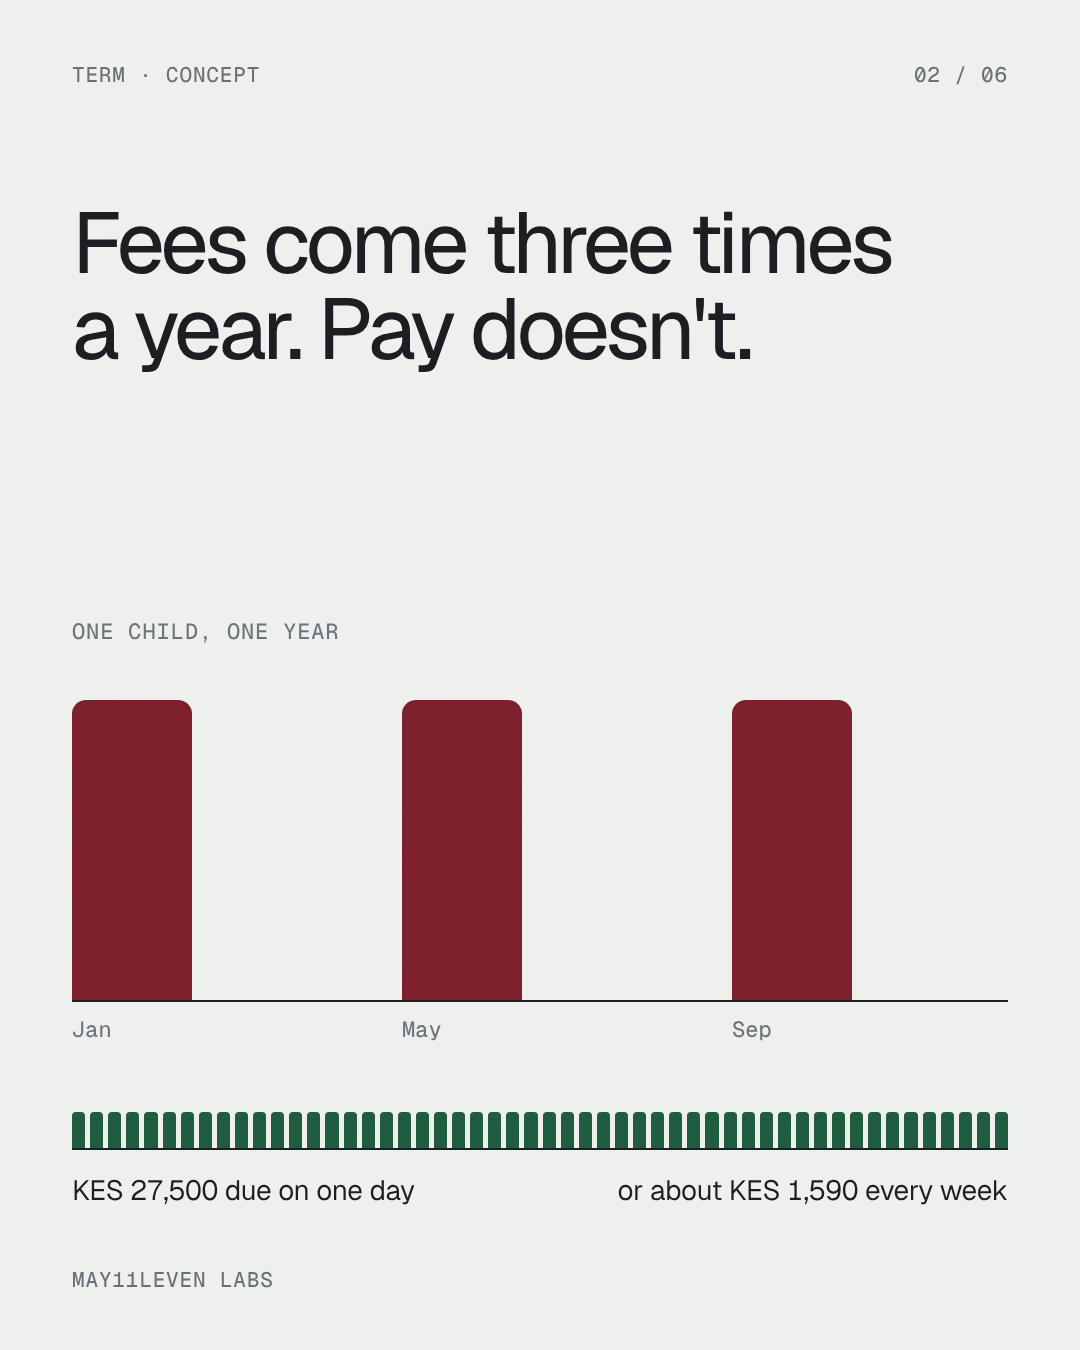 TERM · CONCEPT
02 / 06
Fees come three times
a year. Pay doesn't.
ONE CHILD, ONE YEAR
Jan
May
Sep
KES 27,500 due on one day
or about KES 1,590 every week
MAY11LEVEN LABS